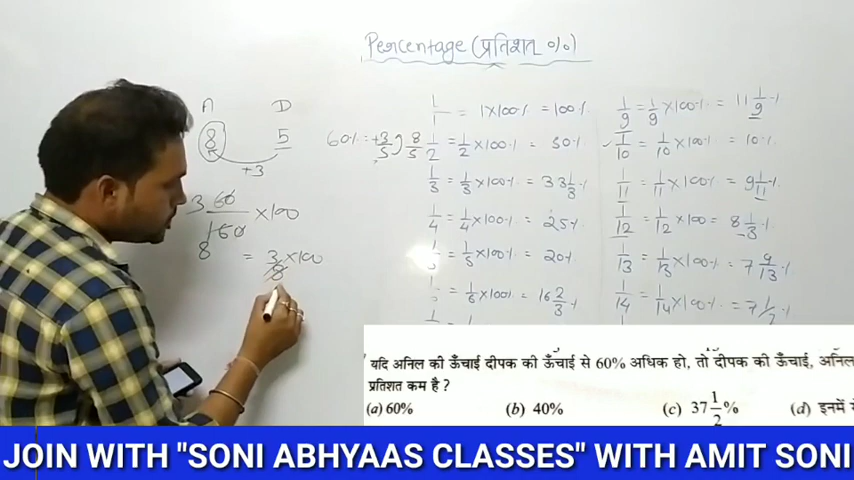 Percentage (प्रतिशत %)
A D
8 5
+3
60% = +3/5 8/5
3 60/160 × 100
8
= 3/8 × 100
1/1 = 1×100% = 100%
1/2 = 1/2 ×100% = 50%
1/3 = 1/3 ×100% = 33 1/3 %
1/4 = 1/4 ×100% = 25%
= 1/5 ×100% = 20%
= 1/6 ×100% = 16 2/3 %
1/9 = 1/9 ×100% = 11 1/9 %
1/10 = 1/10 ×100% = 10%
1/11 = 1/11 ×100% = 9 1/11 %
1/12 = 1/12 ×100 = 8 1/3 %
1/13 = 1/13 ×100% = 7 9/13 %
1/14 = 1/14 ×100% = 7 1/7 %
यदि अनिल की ऊँचाई दीपक की ऊँचाई से 60% अधिक हो, तो दीपक की ऊँचाई, अनिल
प्रतिशत कम है ?
(a) 60% (b) 40% (c) 37 1/2 % (d) इनमें से
JOIN WITH "SONI ABHYAAS CLASSES" WITH AMIT SONI